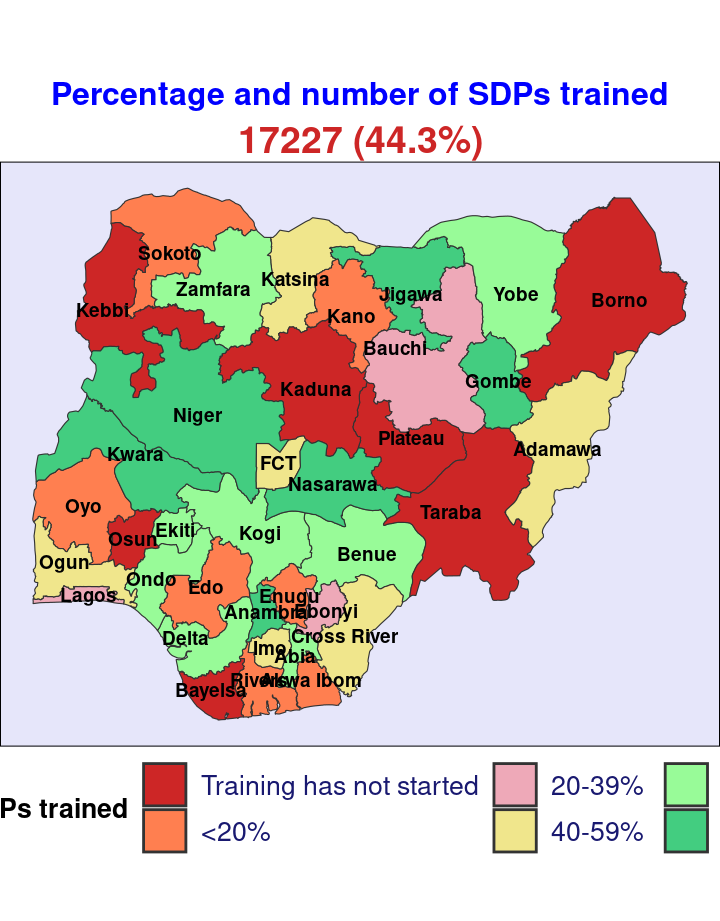 Percentage and number of SDPs trained
17227 (44.3%)
Sokoto
Katsina
Zamfara
Jigawa
Yobe
Borno
Kebbi
Kano
Bauchi
Gombe
Kaduna
Niger
Plateau
Adamawa
Kwara
FCT
Nasarawa
Oyo
Taraba
Osun
Ekiti
Kogi
Benue
Ogun
Ondo
Edo
Lagos
Enugu
Anambra
Ebonyi
Delta
Cross River
Imo
Abia
Rivers
Akwa Ibom
Bayelsa
Ps trained
Training has not started
20-39%
<20%
40-59%